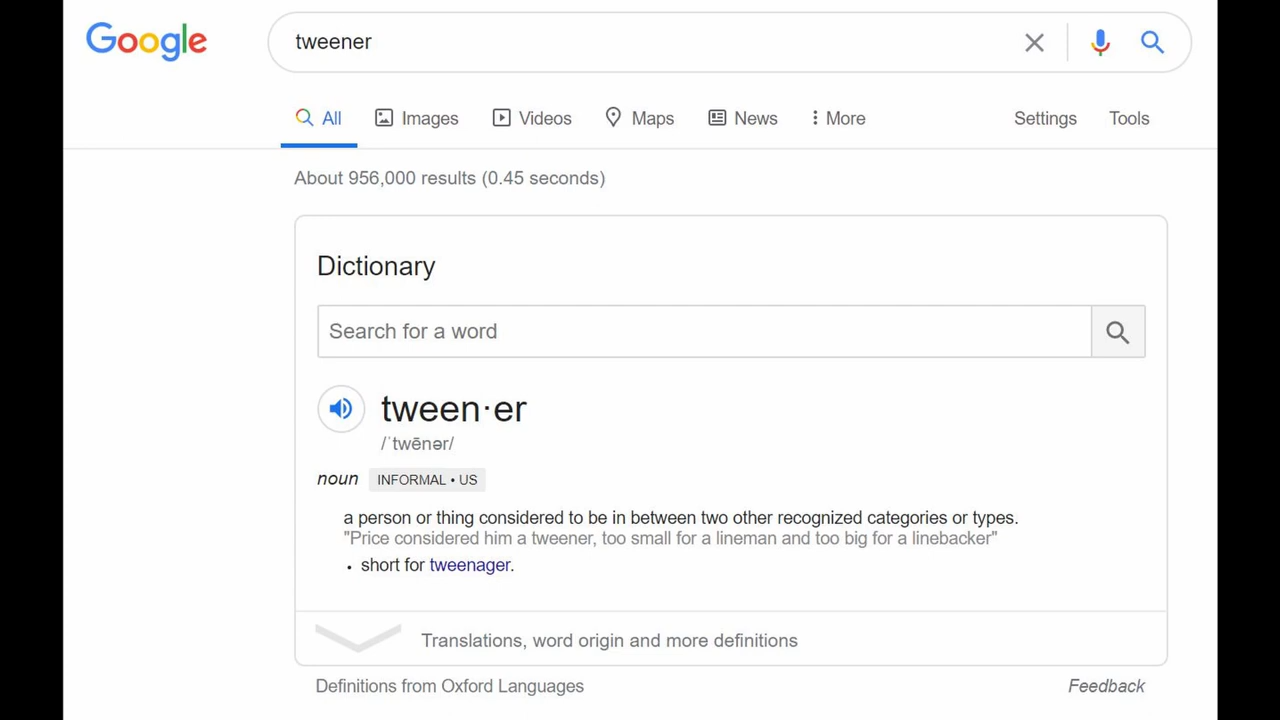 Google
tweener
All Images Videos Maps News More Settings Tools
About 956,000 results (0.45 seconds)
Dictionary
Search for a word
tween·er
/ˈtwēnər/
noun INFORMAL • US
a person or thing considered to be in between two other recognized categories or types.
"Price considered him a tweener, too small for a lineman and too big for a linebacker"
• short for tweenager.
Translations, word origin and more definitions
Definitions from Oxford Languages Feedback